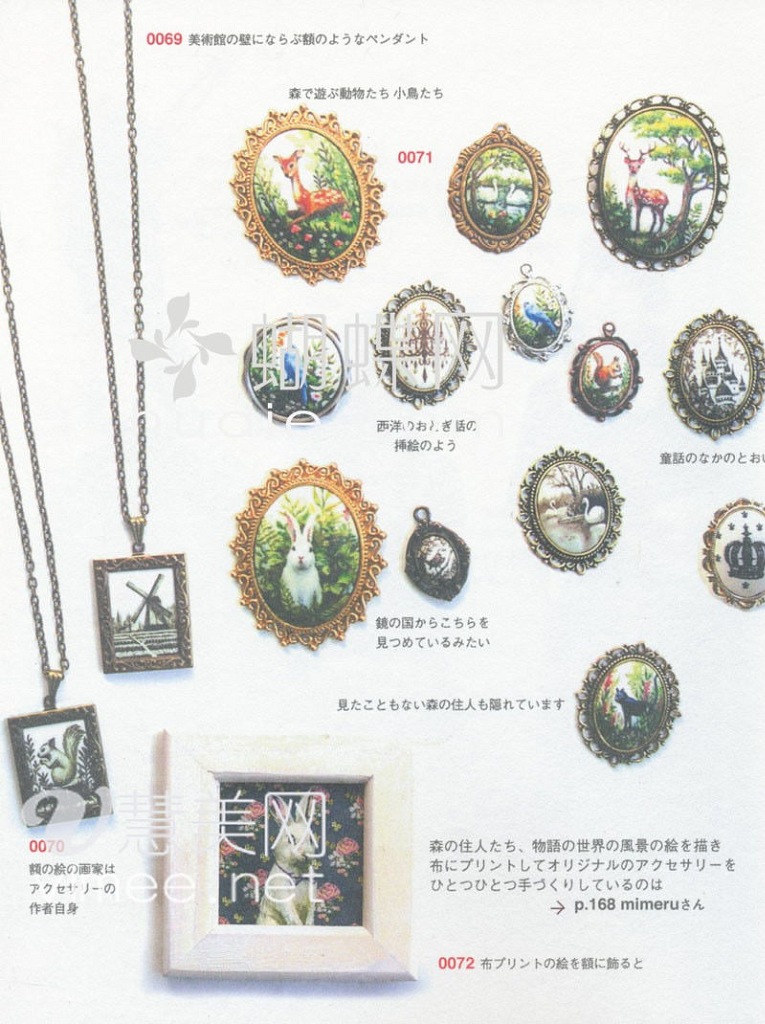 0069 美術館の壁にならぶ額のようなペンダント
森で遊ぶ動物たち 小鳥たち
0071
蝴蝶网
西洋のおとぎ話の
挿絵のよう
童話のなかのとおい
鏡の国からこちらを
見つめているみたい
見たこともない森の住人も隠れています
慧美网
0070
額の絵の画家は
アクセサリーの
作者自身
森の住人たち、物語の世界の風景の絵を描き
布にプリントしてオリジナルのアクセサリーを
ひとつひとつ手づくりしているのは
→ p.168 mimeruさん
0072 布プリントの絵を額に飾ると